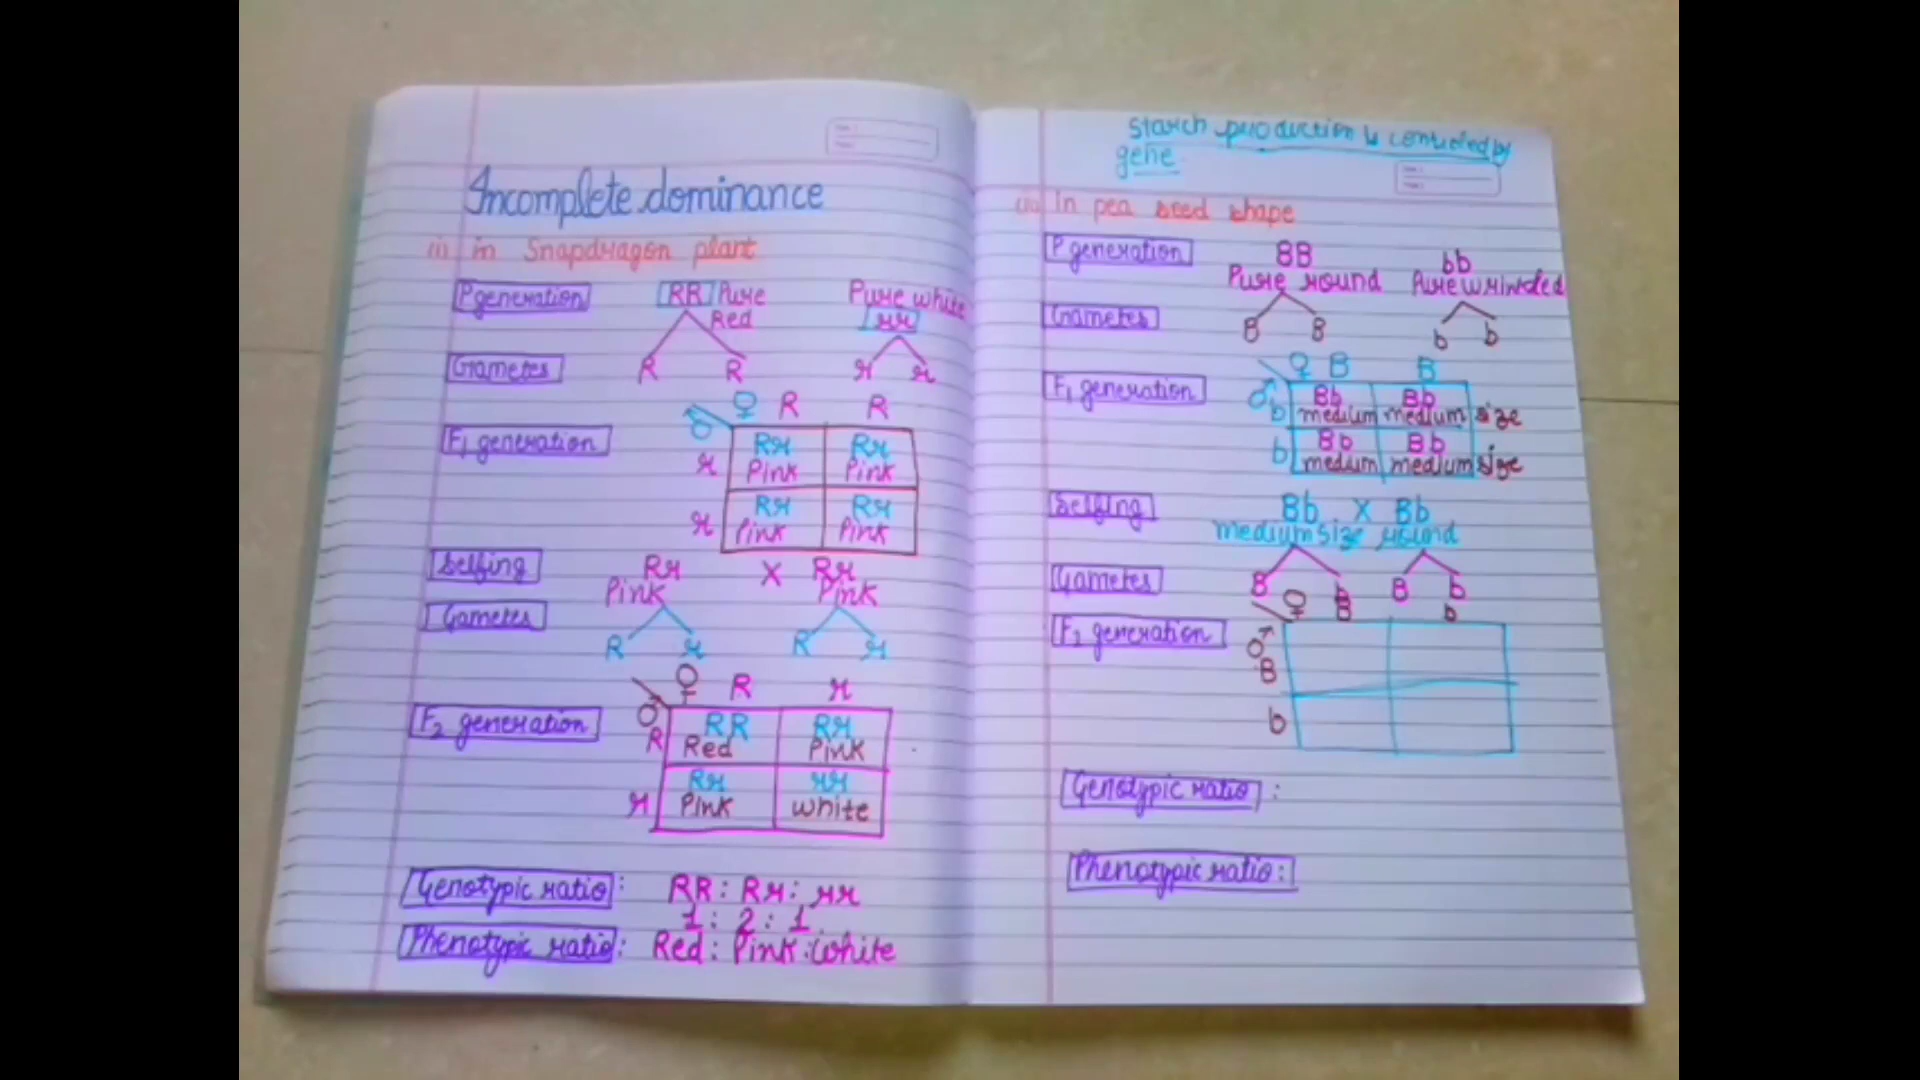 Incomplete dominance
(i) in Snapdragon plant
P generation RR Pure Red Pure white rr
Gametes R R r r
♀ R R
♂
F1 generation
r Rr Pink Rr Pink
r Rr Pink Rr Pink
Selfing Rr Pink X Rr Pink
Gametes R r R r
♀ R r
♂
F2 generation
R RR Red Rr Pink
r Rr Pink rr white
Genotypic ratio: RR : Rr : rr
1 : 2 : 1
Phenotypic ratio: Red : Pink : white
Starch production is controled by
gene
(ii) In pea seed shape
P generation BB bb
Pure round Pure wrincled
Gametes B B b b
♀ B B
F1 generation ♂
b Bb medium Bb medium size
b Bb medium Bb medium size
Selfing Bb X Bb
medium size round
Gametes B b B b
♀ B b
F2 generation ♂
B
b
Genotypic ratio :
Phenotypic ratio :